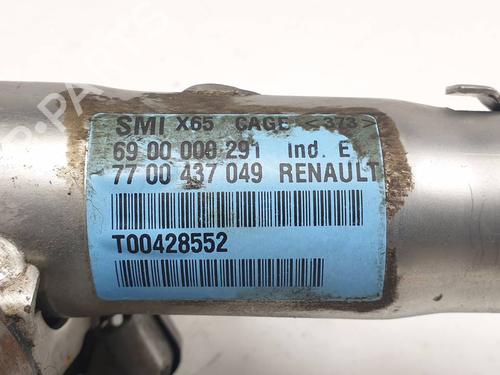 SMI X65 CAGE <373>
69 00 000 291 Ind. E
77 00 437 049 RENAULT
T00428552